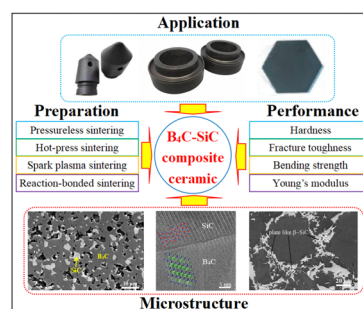 Application
Preparation
Pressureless sintering
Hot-press sintering
Spark plasma sintering
Reaction-bonded sintering
B₄C-SiC
composite
ceramic
Performance
Hardness
Fracture toughness
Bending strength
Young's modulus
SiC
B₄C
SiC
B₄C
plate like β-SiC
Microstructure